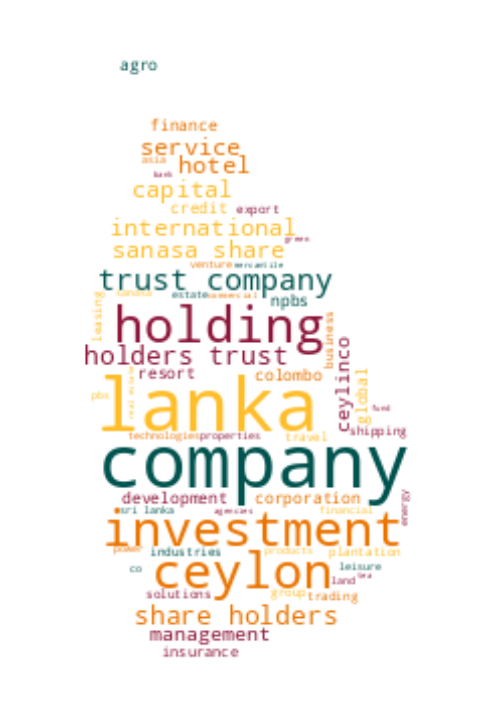 agro
finance
service
asia hotel
bank
capital
credit export
international
green
sanasa share
venture mercantile
trust company
leasing sanasa estate commercial npbs
holding
business
holders trust
ceylinco
resort colombo
global
real estate
pbs
lanka
fund
shipping
technologies properties travel
company
development corporation
energy
sri lanka agencies financial
investment
power industries products plantation
co ceylon leisure
land tea
solutions group trading
share holders
management
insurance